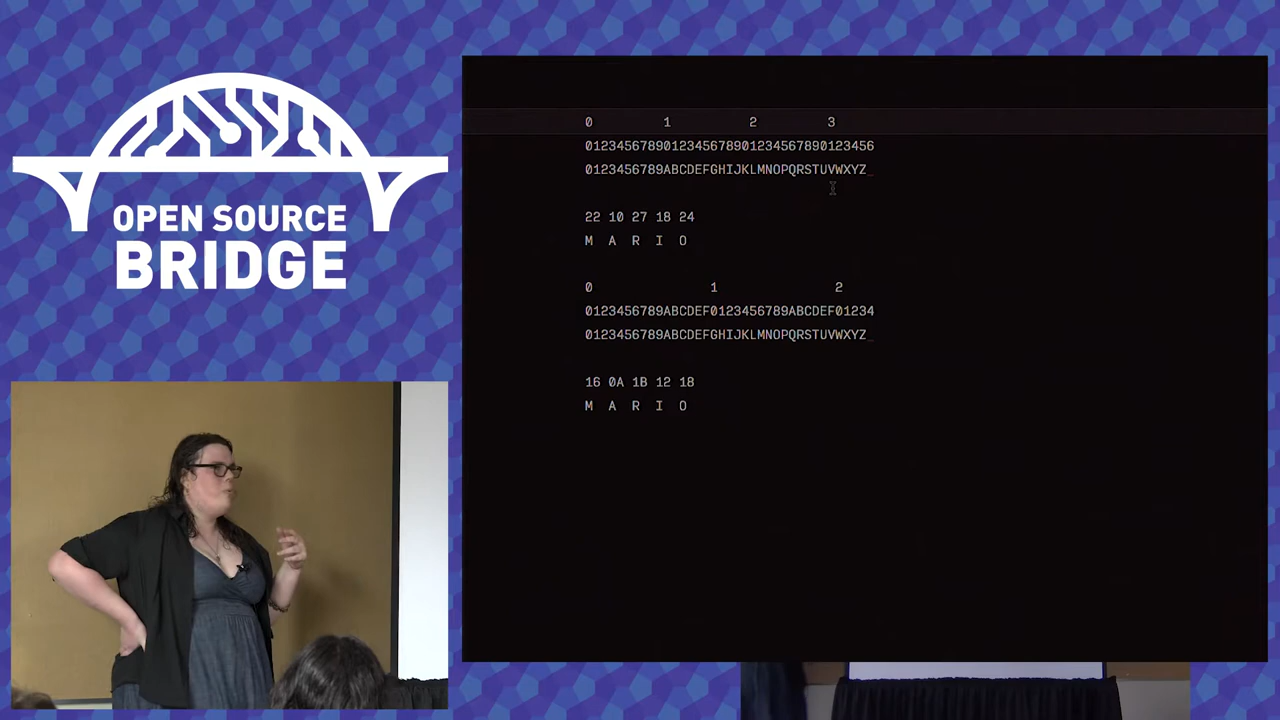 OPEN SOURCE
BRIDGE
0         1          2         3
0123456789012345678901234567890123456
0123456789ABCDEFGHIJKLMNOPQRSTUVWXYZ_
22 10 27 18 24
M  A  R  I  O
0               1               2
0123456789ABCDEF0123456789ABCDEF01234
0123456789ABCDEFGHIJKLMNOPQRSTUVWXYZ_
16 0A 1B 12 18
M  A  R  I  O